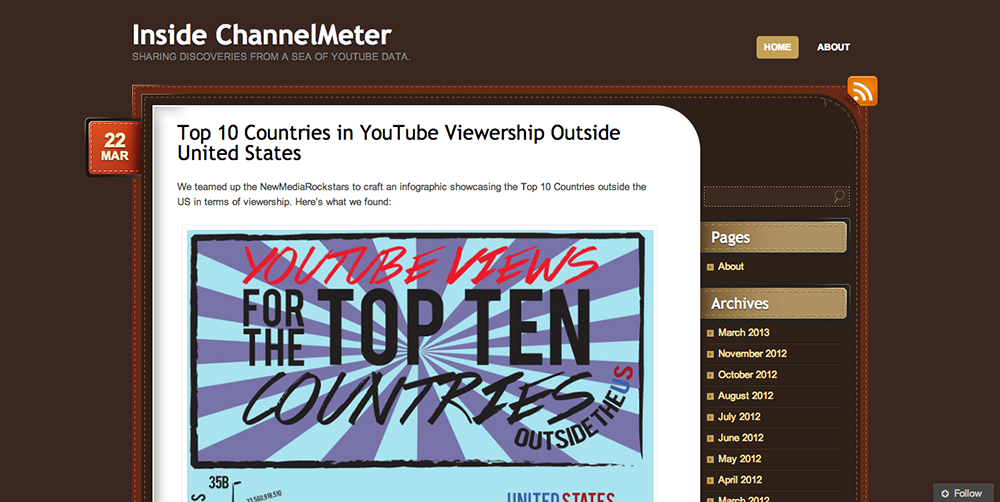 Inside ChannelMeter
SHARING DISCOVERIES FROM A SEA OF YOUTUBE DATA.
HOME
ABOUT
22
MAR
Top 10 Countries in YouTube Viewership Outside
United States
We teamed up the NewMediaRockstars to craft an infographic showcasing the Top 10 Countries outside the
US in terms of viewership. Here's what we found:
YOUTUBE VIEWS
FOR
THE
TOP TEN
COUNTRIES
OUTSIDE THE US
35B
33,560,918,510
UNITED STATES
Pages
About
Archives
March 2013
November 2012
October 2012
August 2012
July 2012
June 2012
May 2012
April 2012
March 2012
Follow